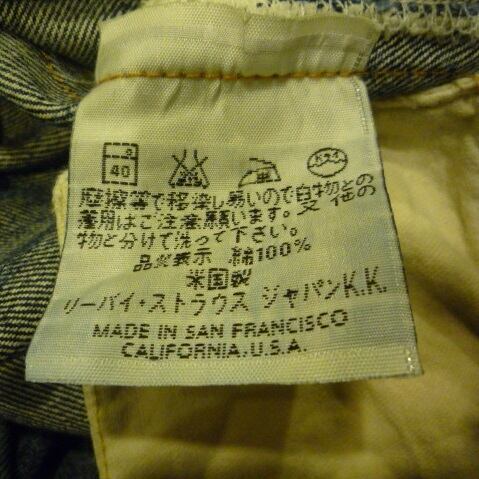 40
摩擦等で移染し易いので白物との
着用はご注意願います。又、他の
物と分けて洗って下さい。
品質表示 綿100%
米国製
リーバイ・ストラウス ジャパンK.K.
MADE IN SAN FRANCISCO
CALIFORNIA.U.S.A.